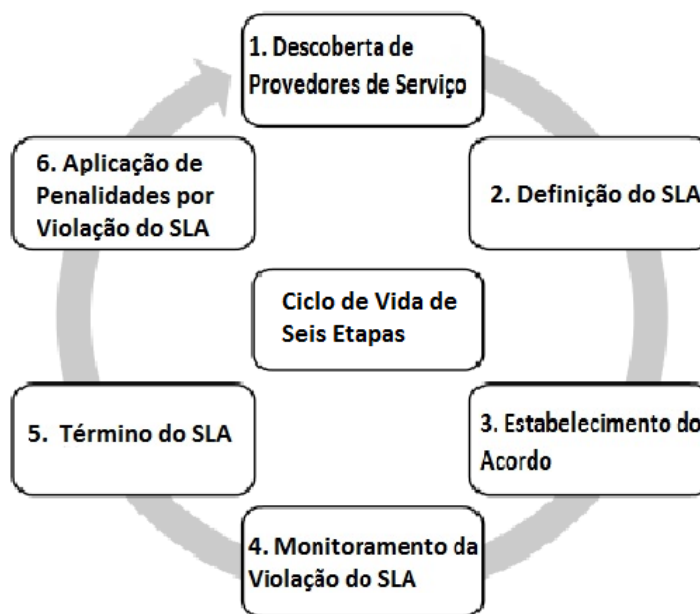 1. Descoberta de
Provedores de Serviço
6. Aplicação de
Penalidades por
Violação do SLA
2. Definição do SLA
Ciclo de Vida de
Seis Etapas
5. Término do SLA
3. Estabelecimento do
Acordo
4. Monitoramento da
Violação do SLA